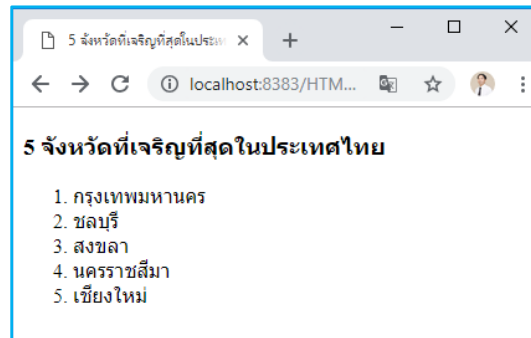 5 จังหวัดที่เจริญที่สุดในประเท
localhost:8383/HTM...
5 จังหวัดที่เจริญที่สุดในประเทศไทย
1. กรุงเทพมหานคร
2. ชลบุรี
3. สงขลา
4. นครราชสีมา
5. เชียงใหม่